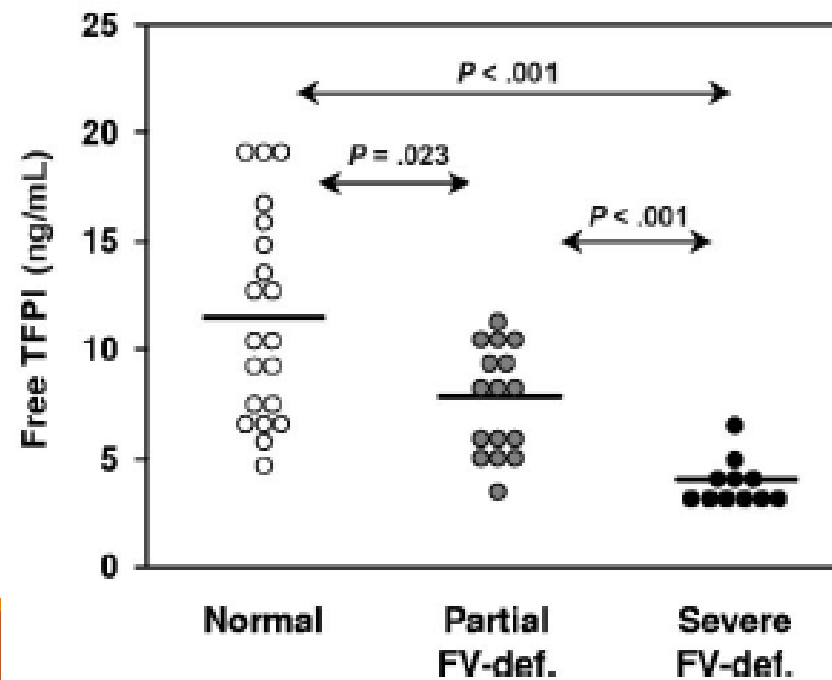 25
P < .001
20
P = .023
P < .001
15
10
5
0
Free TFPI (ng/mL)
Normal
Partial
FV-def.
Severe
FV-def.